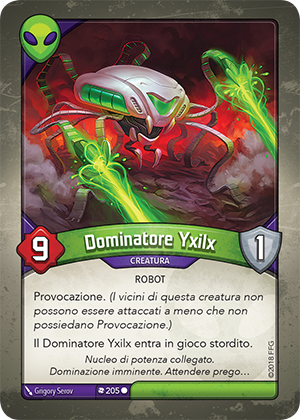 Dominatore Yxilx
9
1
CREATURA
ROBOT
Provocazione. (I vicini di questa creatura non
possono essere attaccati a meno che non
possiedano Provocazione.)
Il Dominatore Yxilx entra in gioco stordito.
Nucleo di potenza collegato.
Dominazione imminente. Attendere prego…
©2018 FFG
Grigory Serov
205